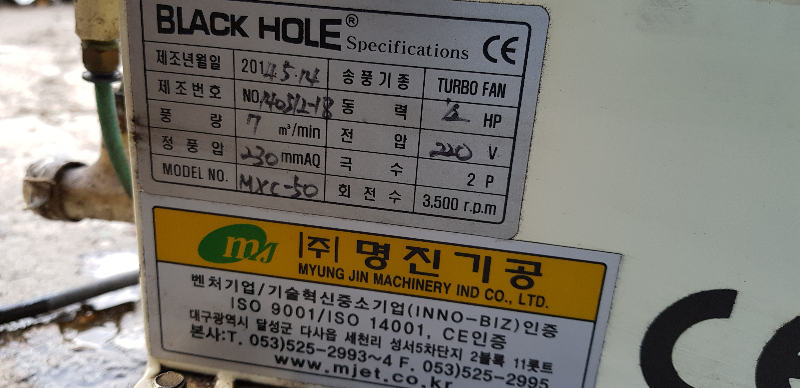 BLACK HOLE® Specifications CE
제조년월일 2014.5.14 송풍기종 TURBO FAN
제조번호 NO. 동력 HP
풍량 7 m³/min 전압 220 V
정풍압 230 mmAQ 극수 2 P
MODEL NO. MXC-50 회전수 3,500 r.p.m
mJ (주)명진기공
MYUNG JIN MACHINERY IND CO., LTD.
벤처기업/기술혁신중소기업(INNO-BIZ)인증
ISO 9001/ISO 14001, CE인증
대구광역시 달성군 다사읍 세천리 성서5차단지 2블록 11롯트
본사:T. 053)525-2993~4 F. 053)525-2995
www.mjet.co.kr
CE